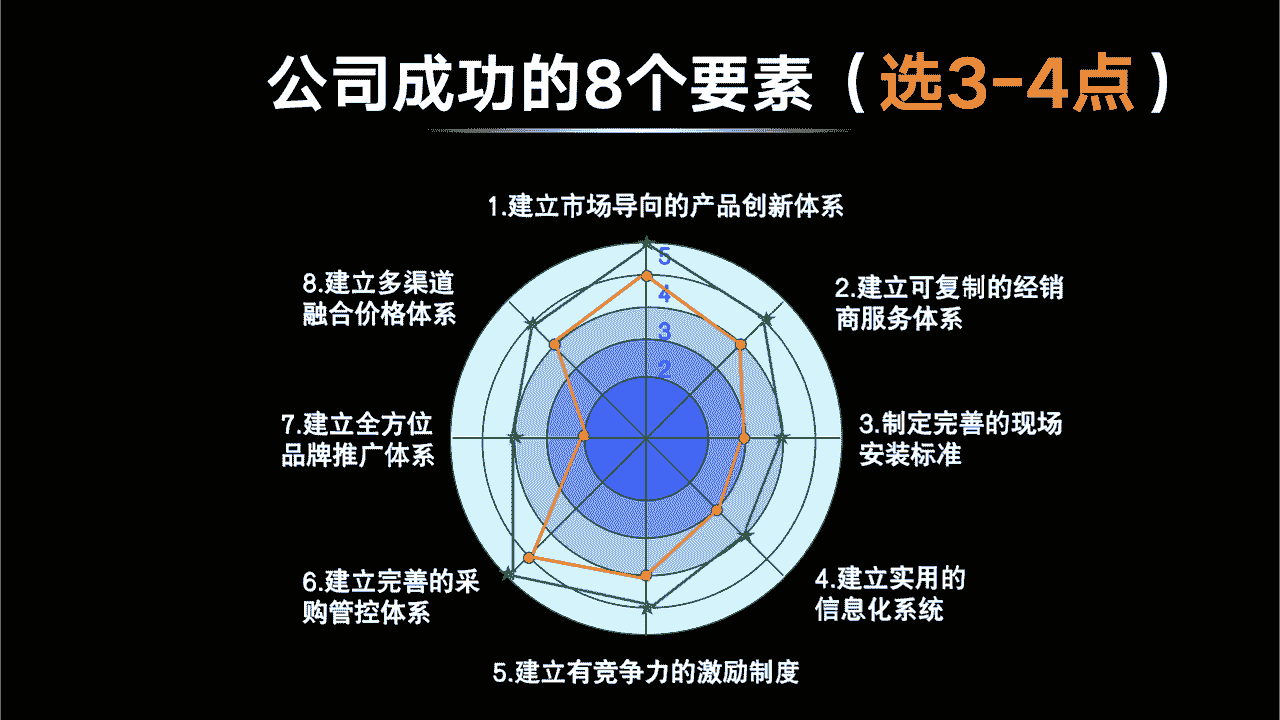 公司成功的8个要素（选3-4点）
1.建立市场导向的产品创新体系
2.建立可复制的经销
商服务体系
3.制定完善的现场
安装标准
4.建立实用的
信息化系统
5.建立有竞争力的激励制度
6.建立完善的采
购管控体系
7.建立全方位
品牌推广体系
8.建立多渠道
融合价格体系
5
4
3
2